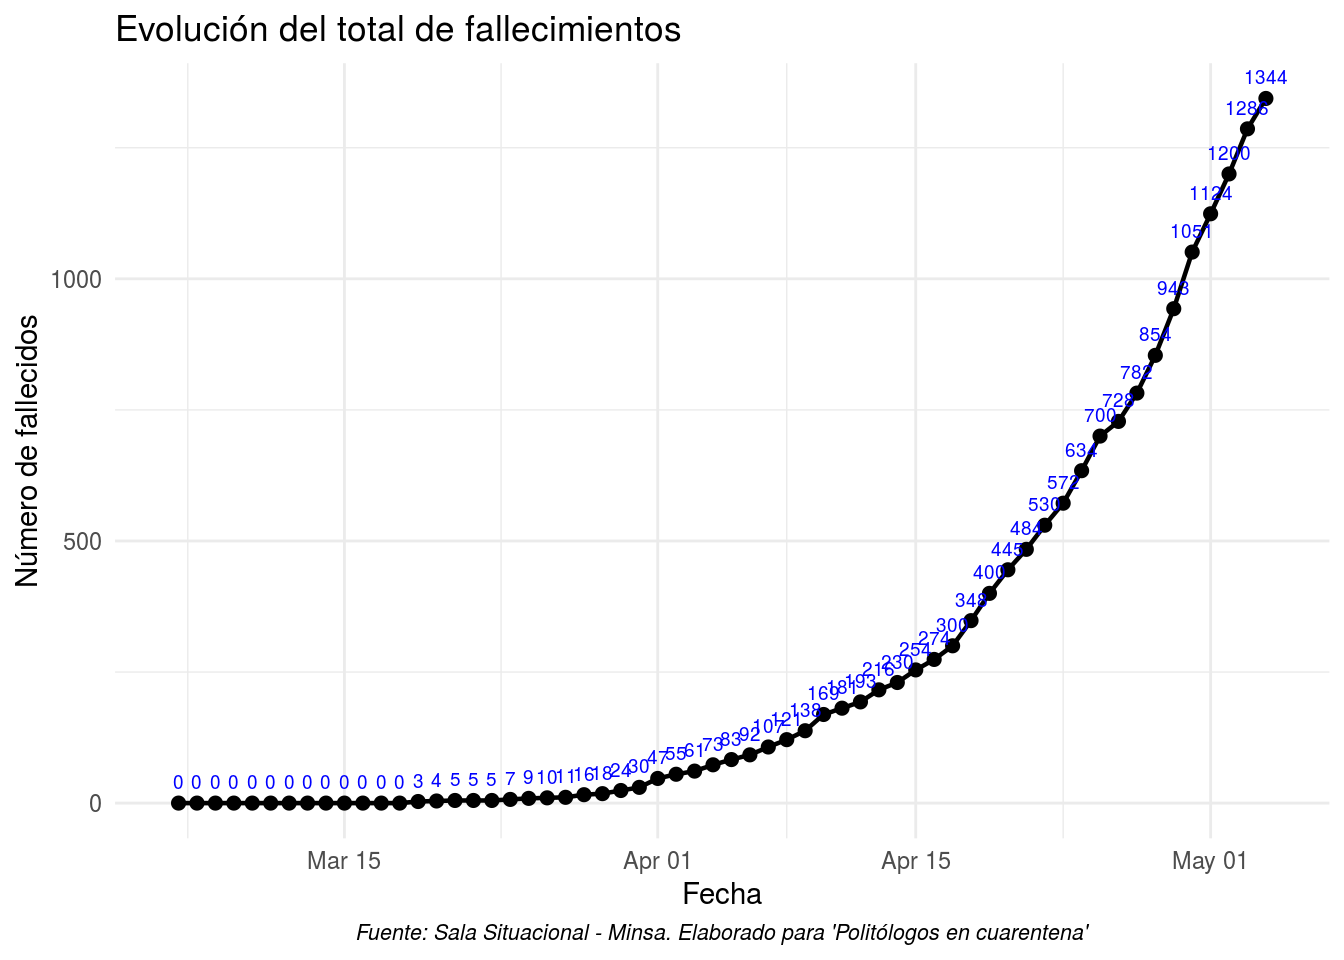 Evolución del total de fallecimientos
Número de fallecidos
1000
500
0
0 0 0 0 0 0 0 0 0 0 0 0 0 3 4 5 5 5 7 9 10 11 16 18 24 30 47 55 61 73 83 92 107 121 138 169 181 193 216 230 254 274 300 348 400 445 484 530 572 634 700 728 782 854 943 1051 1124 1200 1286 1344
Mar 15 Apr 01 Apr 15 May 01
Fecha
Fuente: Sala Situacional - Minsa. Elaborado para 'Politólogos en cuarentena'